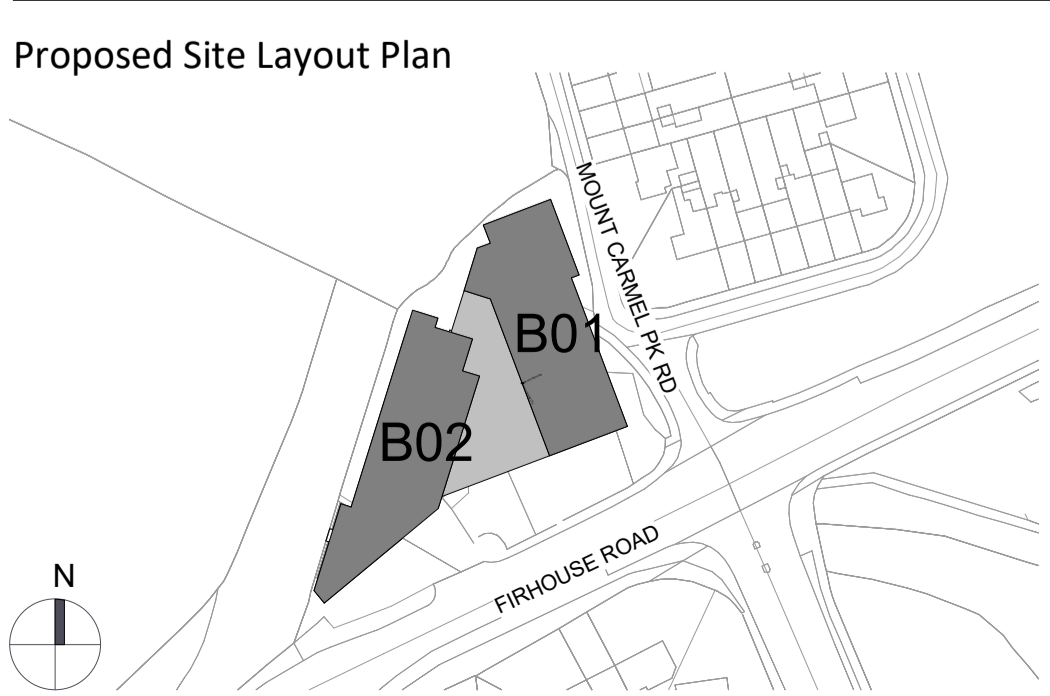 Proposed Site Layout Plan
MOUNT CARMEL PK RD
B01
B02
FIRHOUSE ROAD
N